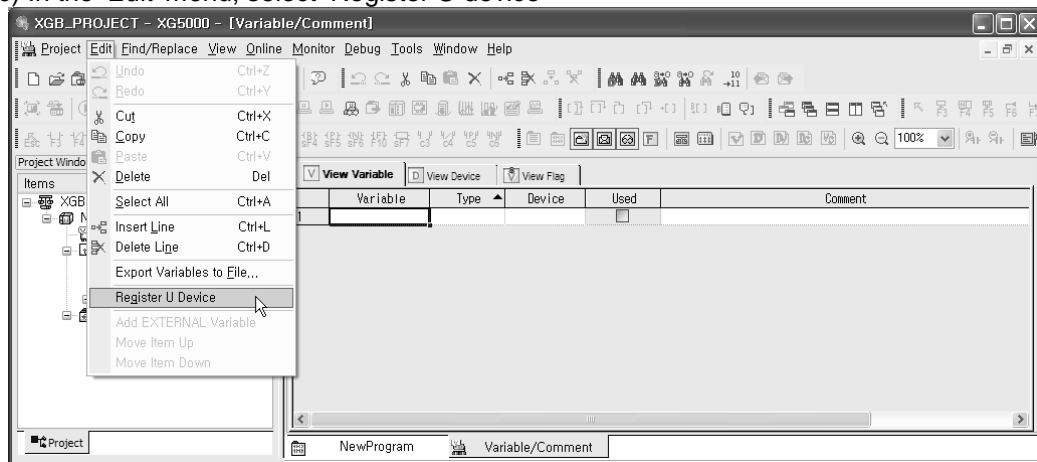 In the 'Edit' menu, select 'Register U device'
XGB_PROJECT - XG5000 - [Variable/Comment]
Project Edit Find/Replace View Online Monitor Debug Tools Window Help
Undo Ctrl+Z
Redo Ctrl+Y
Cut Ctrl+X
Copy Ctrl+C
Paste Ctrl+V
Delete Del
Select All Ctrl+A
Insert Line Ctrl+L
Delete Line Ctrl+D
Export Variables to File...
Register U Device
Add EXTERNAL Variable
Move Item Up
Move Item Down
100%
Project Windo
Items
XGB
View Variable View Device View Flag
Variable Type Device Used Comment
1
Project
NewProgram Variable/Comment